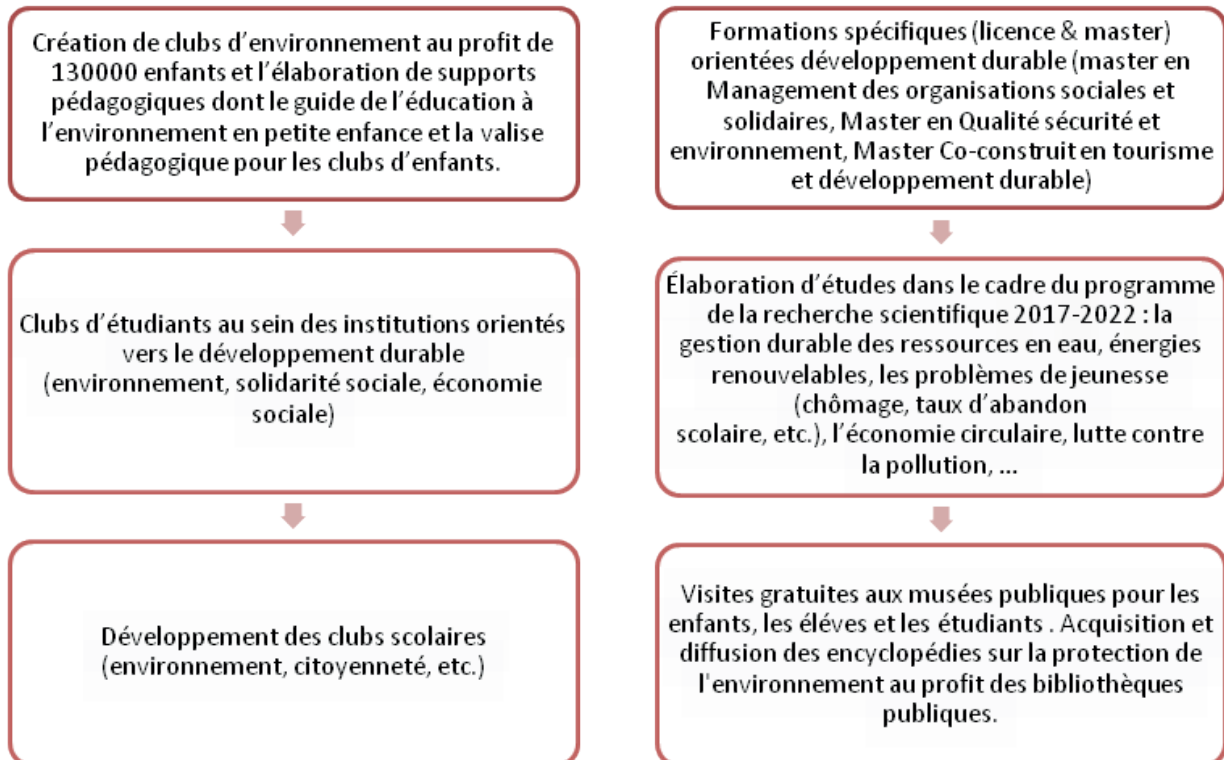 Création de clubs d'environnement au profit de
130000 enfants et l'élaboration de supports
pédagogiques dont le guide de l'éducation à
l'environnement en petite enfance et la valise
pédagogique pour les clubs d'enfants.
Clubs d'étudiants au sein des institutions orientés
vers le développement durable
(environnement, solidarité sociale, économie
sociale)
Développement des clubs scolaires
(environnement, citoyenneté, etc.)
Formations spécifiques (licence & master)
orientées développement durable (master en
Management des organisations sociales et
solidaires, Master en Qualité sécurité et
environnement, Master Co-construit en tourisme
et développement durable)
Élaboration d'études dans le cadre du programme
de la recherche scientifique 2017-2022 : la
gestion durable des ressources en eau, énergies
renouvelables, les problèmes de jeunesse
(chômage, taux d'abandon
scolaire, etc.), l'économie circulaire, lutte contre
la pollution, ...
Visites gratuites aux musées publiques pour les
enfants, les éléves et les étudiants . Acquisition et
diffusion des encyclopédies sur la protection de
l'environnement au profit des bibliothèques
publiques.